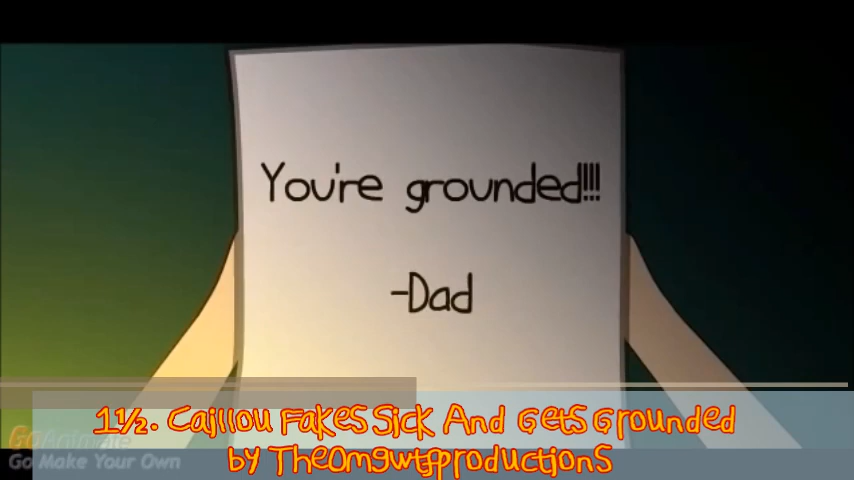 You're grounded!!!
-Dad
1½. Caillou Fakes Sick And Gets Grounded
by TheOmgwtfproductions
GoAnimate
Go Make Your Own